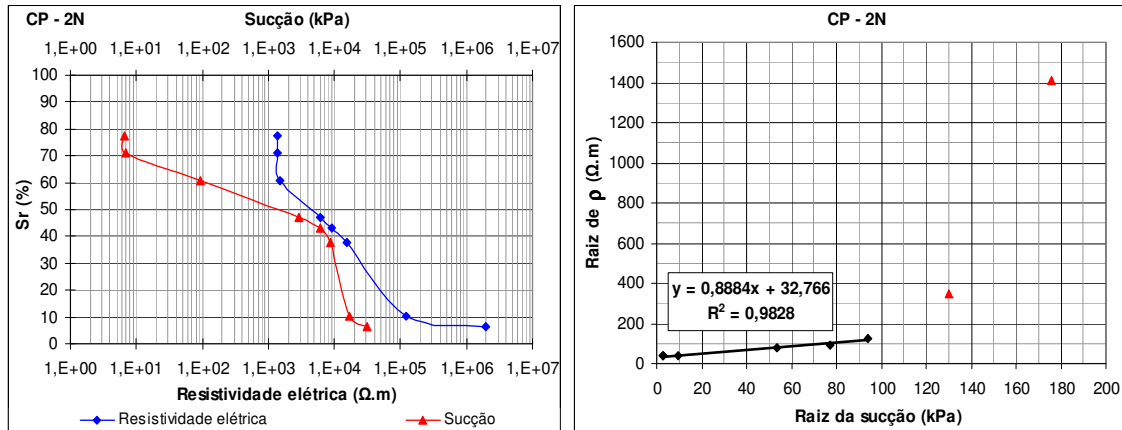 CP - 2N Sucção (kPa)
1,E+00 1,E+01 1,E+02 1,E+03 1,E+04 1,E+05 1,E+06 1,E+07
100
90
80
70
60
50
40
30
20
10
0
Sr (%)
1,E+00 1,E+01 1,E+02 1,E+03 1,E+04 1,E+05 1,E+06 1,E+07
Resistividade elétrica (Ω.m)
Resistividade elétrica Sucção
CP - 2N
1600
1400
1200
1000
800
600
400
200
0
Raiz de ρ (Ω.m)
y = 0,8884x + 32,766
R² = 0,9828
0 20 40 60 80 100 120 140 160 180 200
Raiz da sucção (kPa)